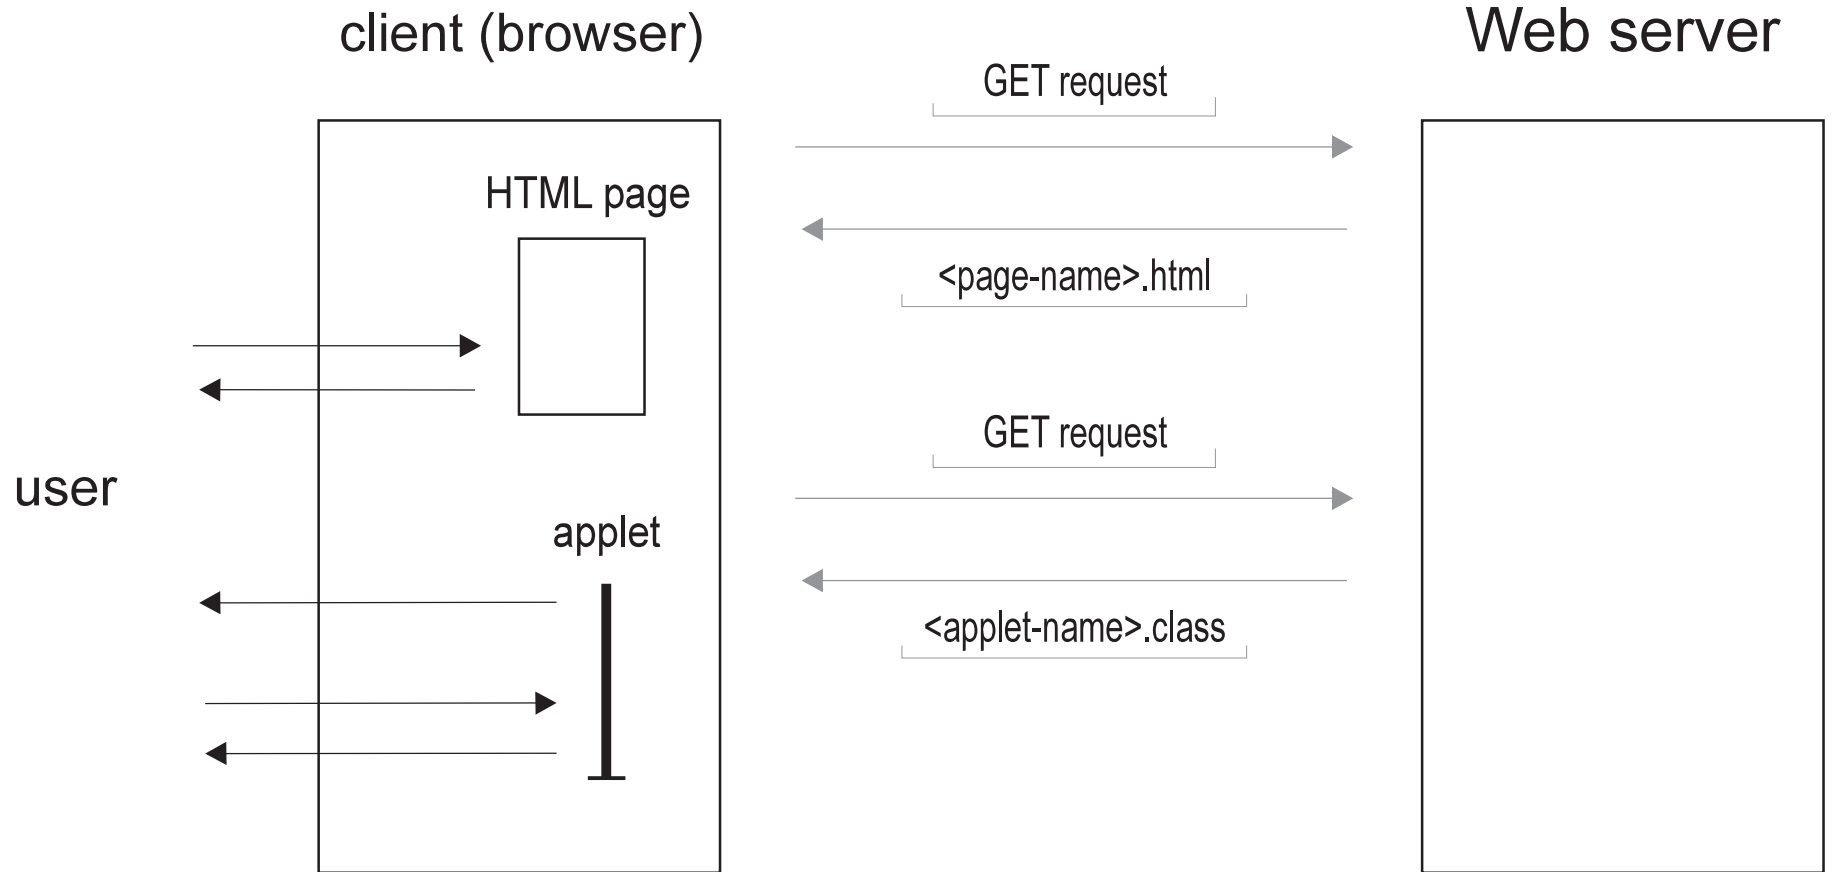 client (browser)
Web server
GET request
HTML page
<page-name>.html
GET request
user
applet
<applet-name>.class